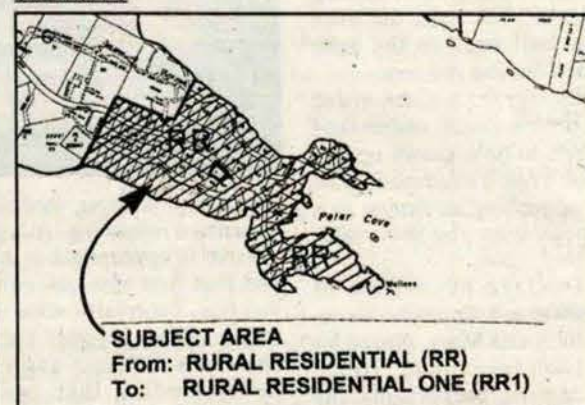 RR
Peter Cove
RR
SUBJECT AREA
From: RURAL RESIDENTIAL (RR)
To: RURAL RESIDENTIAL ONE (RR1)